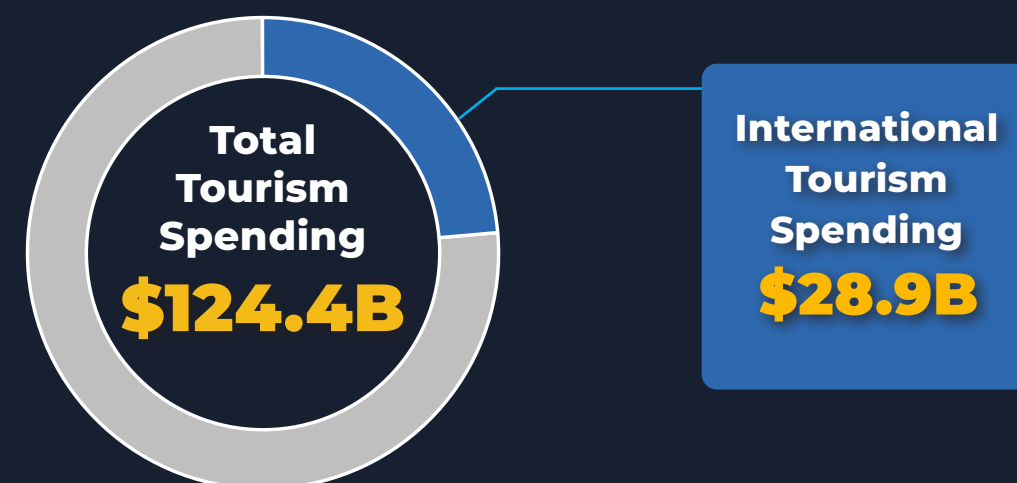 Total
Tourism
Spending
$124.4B
International
Tourism
Spending
$28.9B